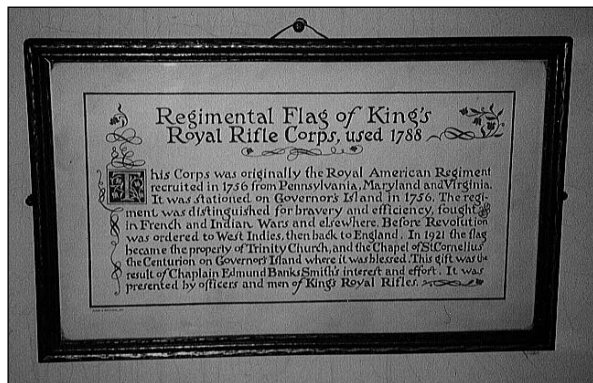 Regimental Flag of King's
Royal Rifle Corps, used 1788
This Corps was originally the Royal American Regiment
recruited in 1756 from Pennsylvania, Maryland and Virginia.
It was stationed on Governor's Island in 1756. The regi-
ment was distinguished for bravery and efficiency, fought
in French and Indian Wars and elsewhere. Before Revolution
was ordered to West Indies, then back to England. In 1921 the flag
became the property of Trinity Church, and the Chapel of St. Cornelius
the Centurion on Governor's Island where it was blessed. This gift was the
result of Chaplain Edmund Banks Smith's interest and effort. It was
presented by officers and men of King's Royal Rifles.